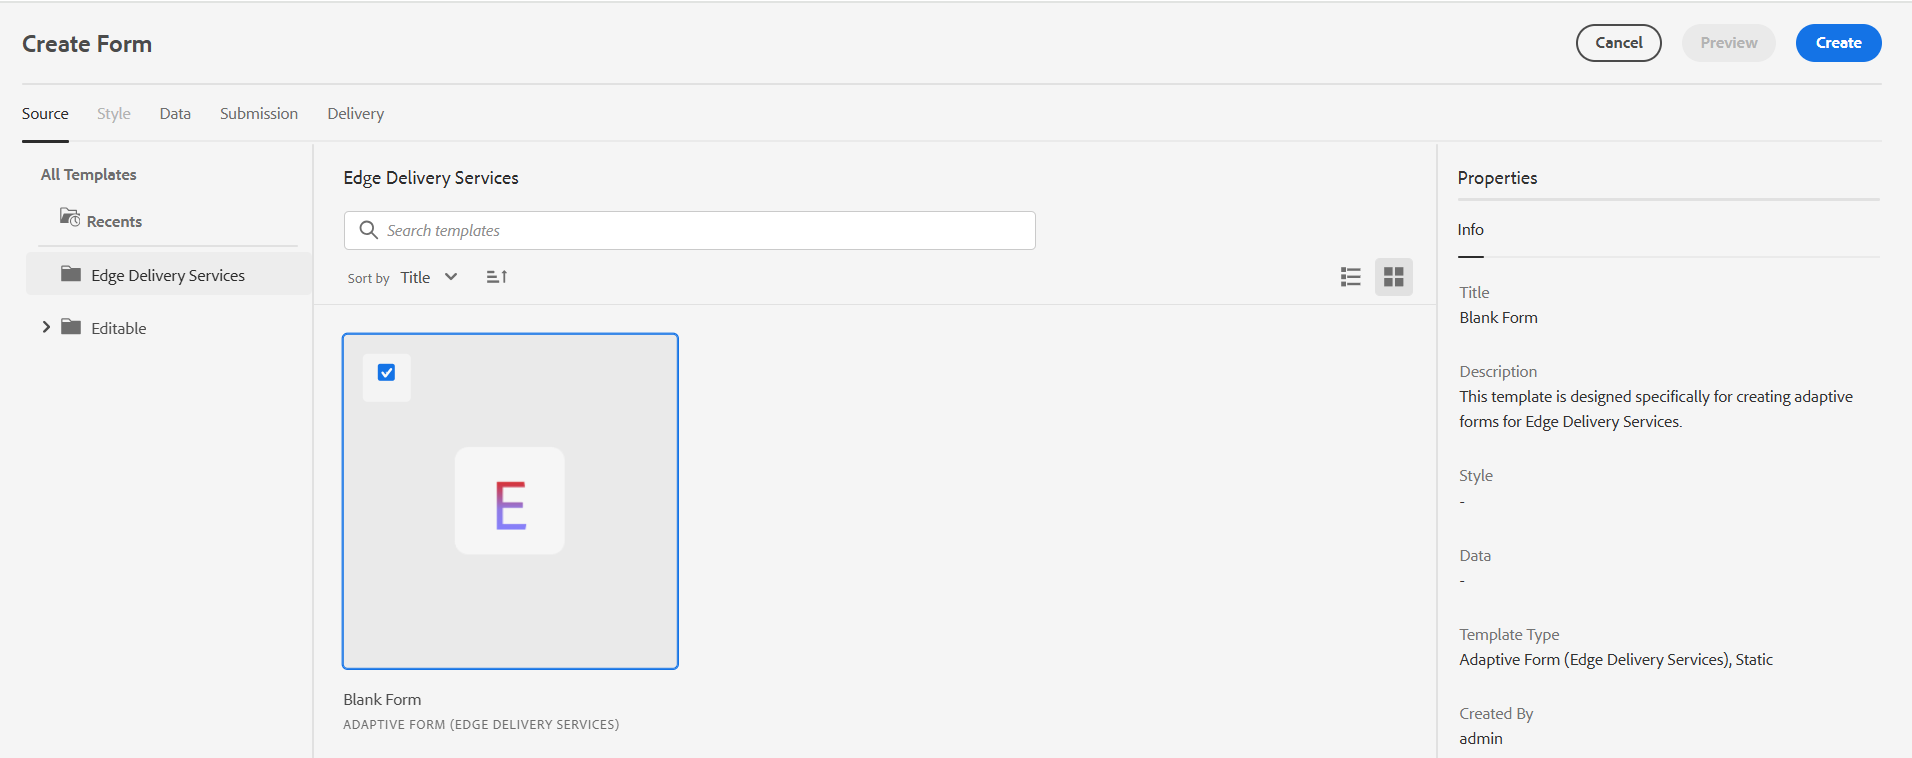 Create Form
Cancel
Preview
Create
Source
Style
Data
Submission
Delivery
All Templates
Recents
Edge Delivery Services
Editable
Edge Delivery Services
Search templates
Sort by
Title
E
Blank Form
ADAPTIVE FORM (EDGE DELIVERY SERVICES)
Properties
Info
Title
Blank Form
Description
This template is designed specifically for creating adaptive
forms for Edge Delivery Services.
Style
-
Data
-
Template Type
Adaptive Form (Edge Delivery Services), Static
Created By
admin